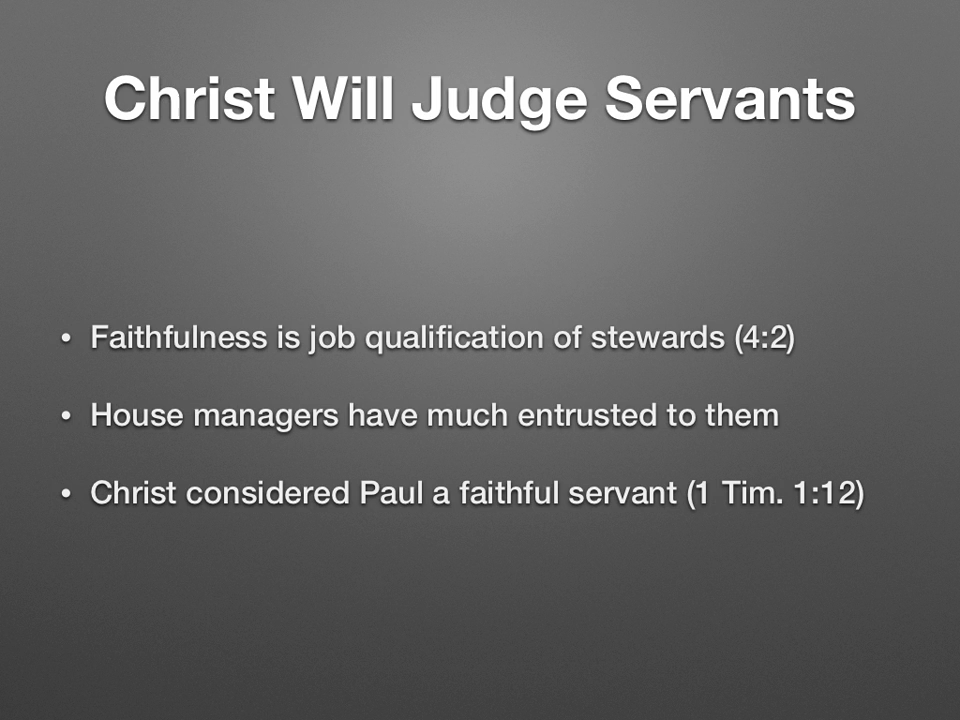 Christ Will Judge Servants
• Faithfulness is job qualification of stewards (4:2)
• House managers have much entrusted to them
• Christ considered Paul a faithful servant (1 Tim. 1:12)